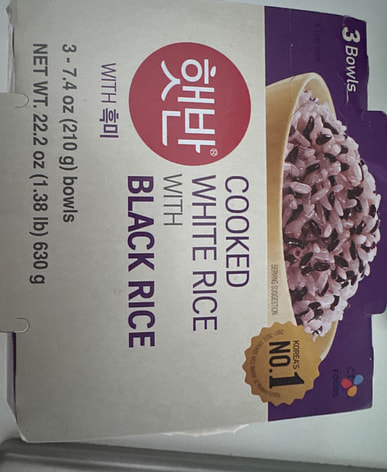 3 Bowls
햇반®
WITH 흑미
COOKED
WHITE RICE
WITH
BLACK RICE
3 - 7.4 oz (210 g) bowls
NET WT. 22.2 oz (1.38 lb) 630 g
SERVING SUGGESTION
KOREA'S
NO.1
CJ
FOODS